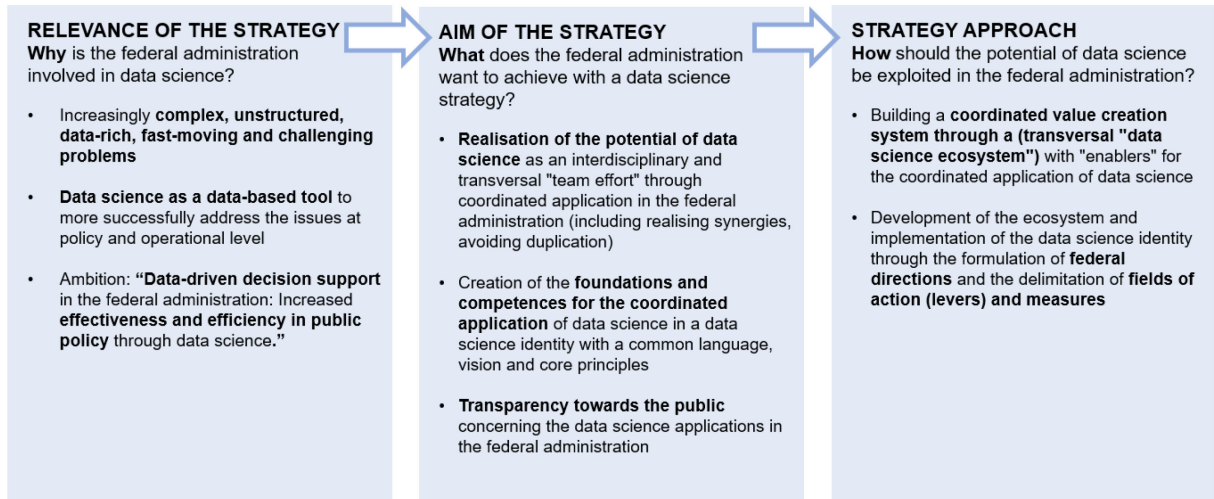 RELEVANCE OF THE STRATEGY
Why is the federal administration
involved in data science?
• Increasingly complex, unstructured,
data-rich, fast-moving and challenging
problems
• Data science as a data-based tool to
more successfully address the issues at
policy and operational level
• Ambition: “Data-driven decision support
in the federal administration: Increased
effectiveness and efficiency in public
policy through data science.”
AIM OF THE STRATEGY
What does the federal administration
want to achieve with a data science
strategy?
• Realisation of the potential of data
science as an interdisciplinary and
transversal "team effort" through
coordinated application in the federal
administration (including realising synergies,
avoiding duplication)
• Creation of the foundations and
competences for the coordinated
application of data science in a data
science identity with a common language,
vision and core principles
• Transparency towards the public
concerning the data science applications in
the federal administration
STRATEGY APPROACH
How should the potential of data science
be exploited in the federal administration?
• Building a coordinated value creation
system through a (transversal "data
science ecosystem") with "enablers" for
the coordinated application of data science
• Development of the ecosystem and
implementation of the data science identity
through the formulation of federal
directions and the delimitation of fields of
action (levers) and measures